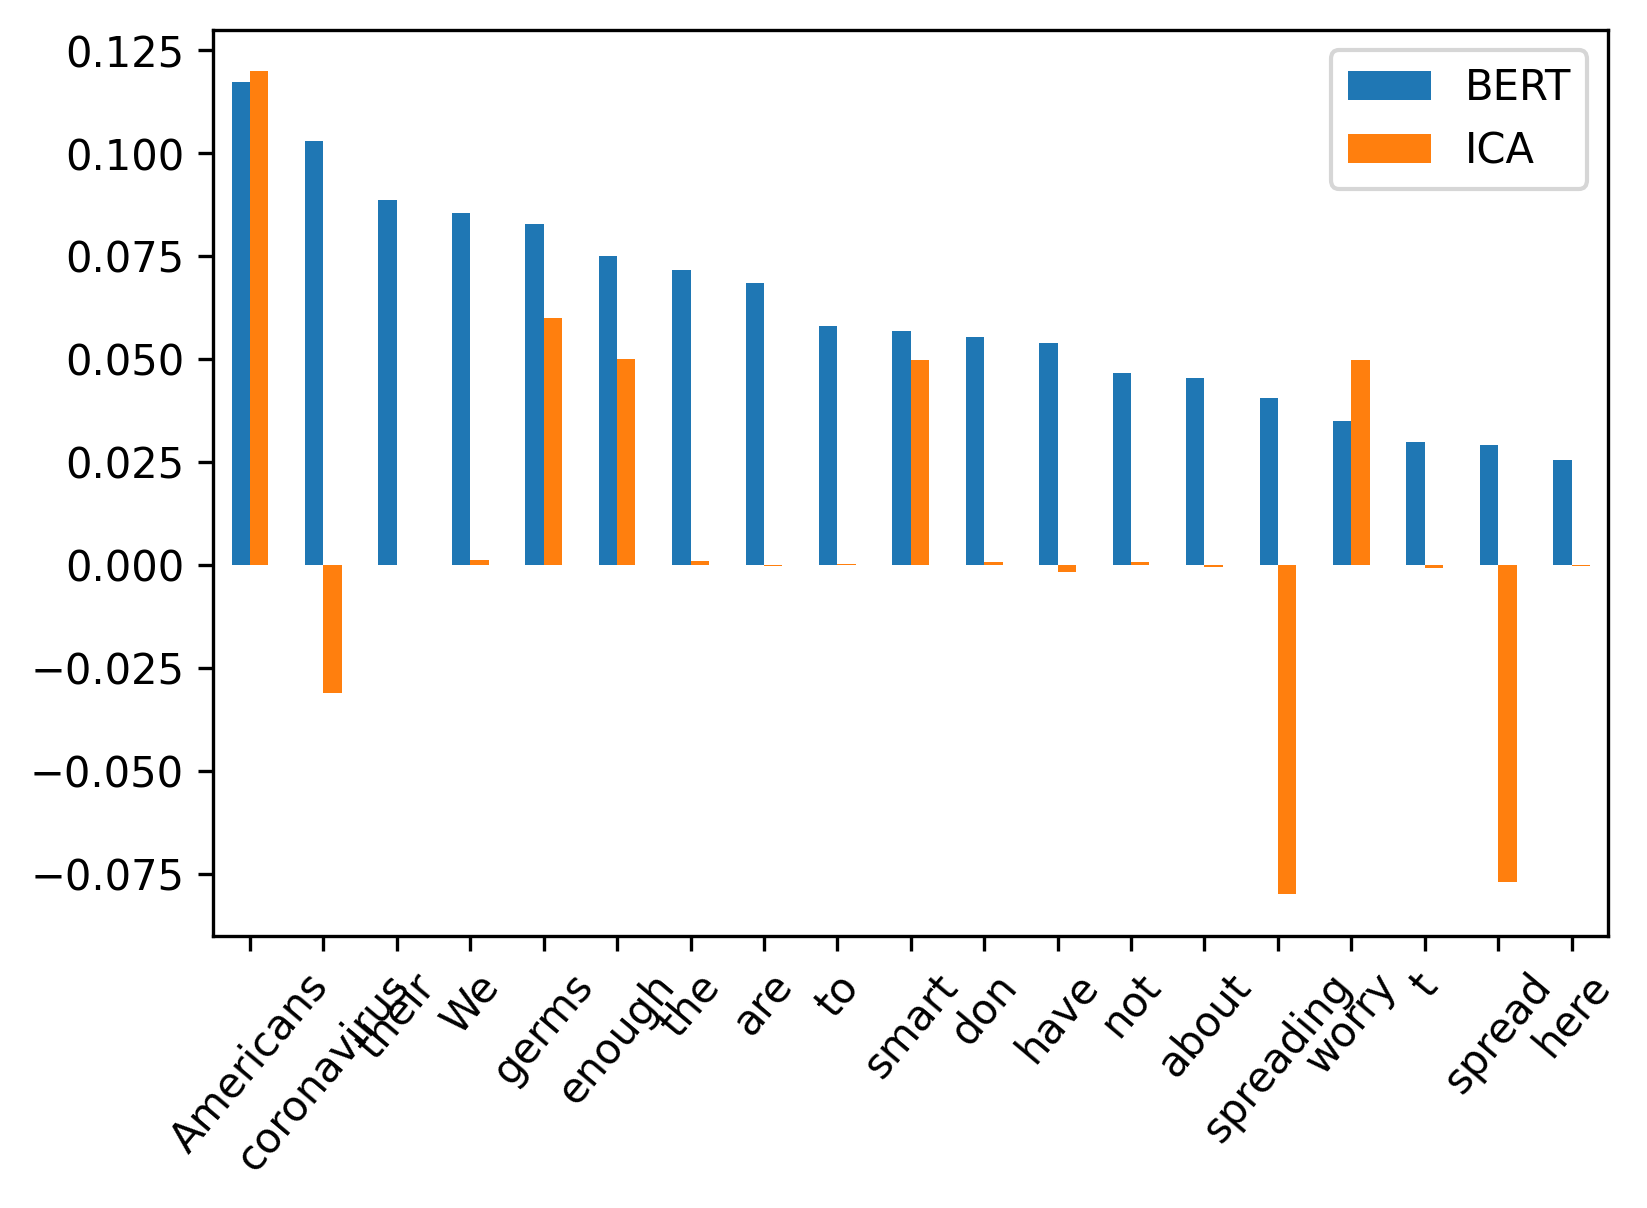 0.125
0.100
0.075
0.050
0.025
0.000
−0.025
−0.050
−0.075
BERT
ICA
Americans
coronavirus
their
We
germs
enough
the
are
to
smart
don
have
not
about
spreading
worry
t
spread
here